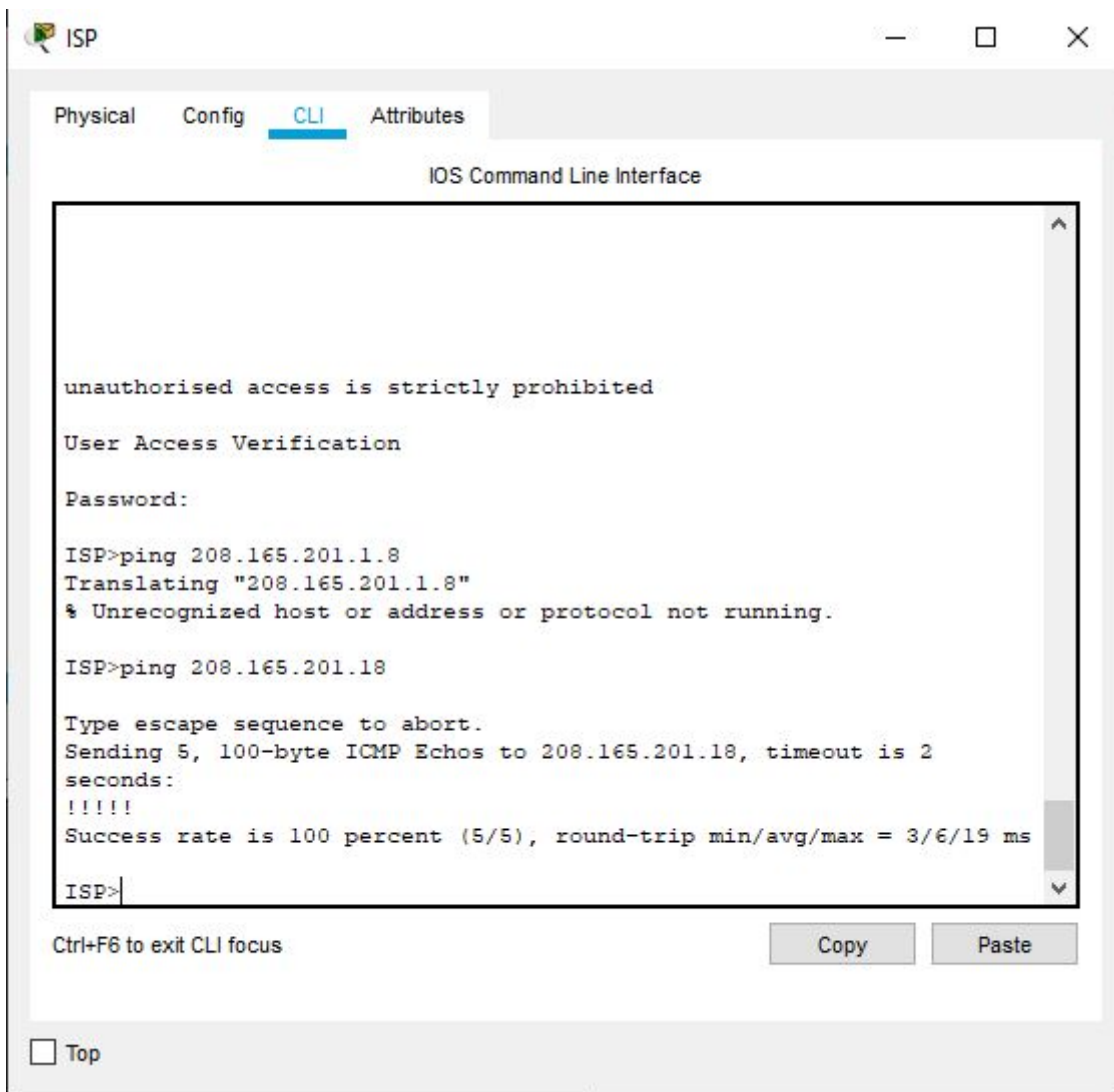 ISP
Physical Config CLI Attributes
IOS Command Line Interface
unauthorised access is strictly prohibited
User Access Verification
Password:
ISP>ping 208.165.201.1.8
Translating "208.165.201.1.8"
% Unrecognized host or address or protocol not running.
ISP>ping 208.165.201.18
Type escape sequence to abort.
Sending 5, 100-byte ICMP Echos to 208.165.201.18, timeout is 2
seconds:
!!!!!
Success rate is 100 percent (5/5), round-trip min/avg/max = 3/6/19 ms
ISP>
Ctrl+F6 to exit CLI focus
Copy Paste
Top